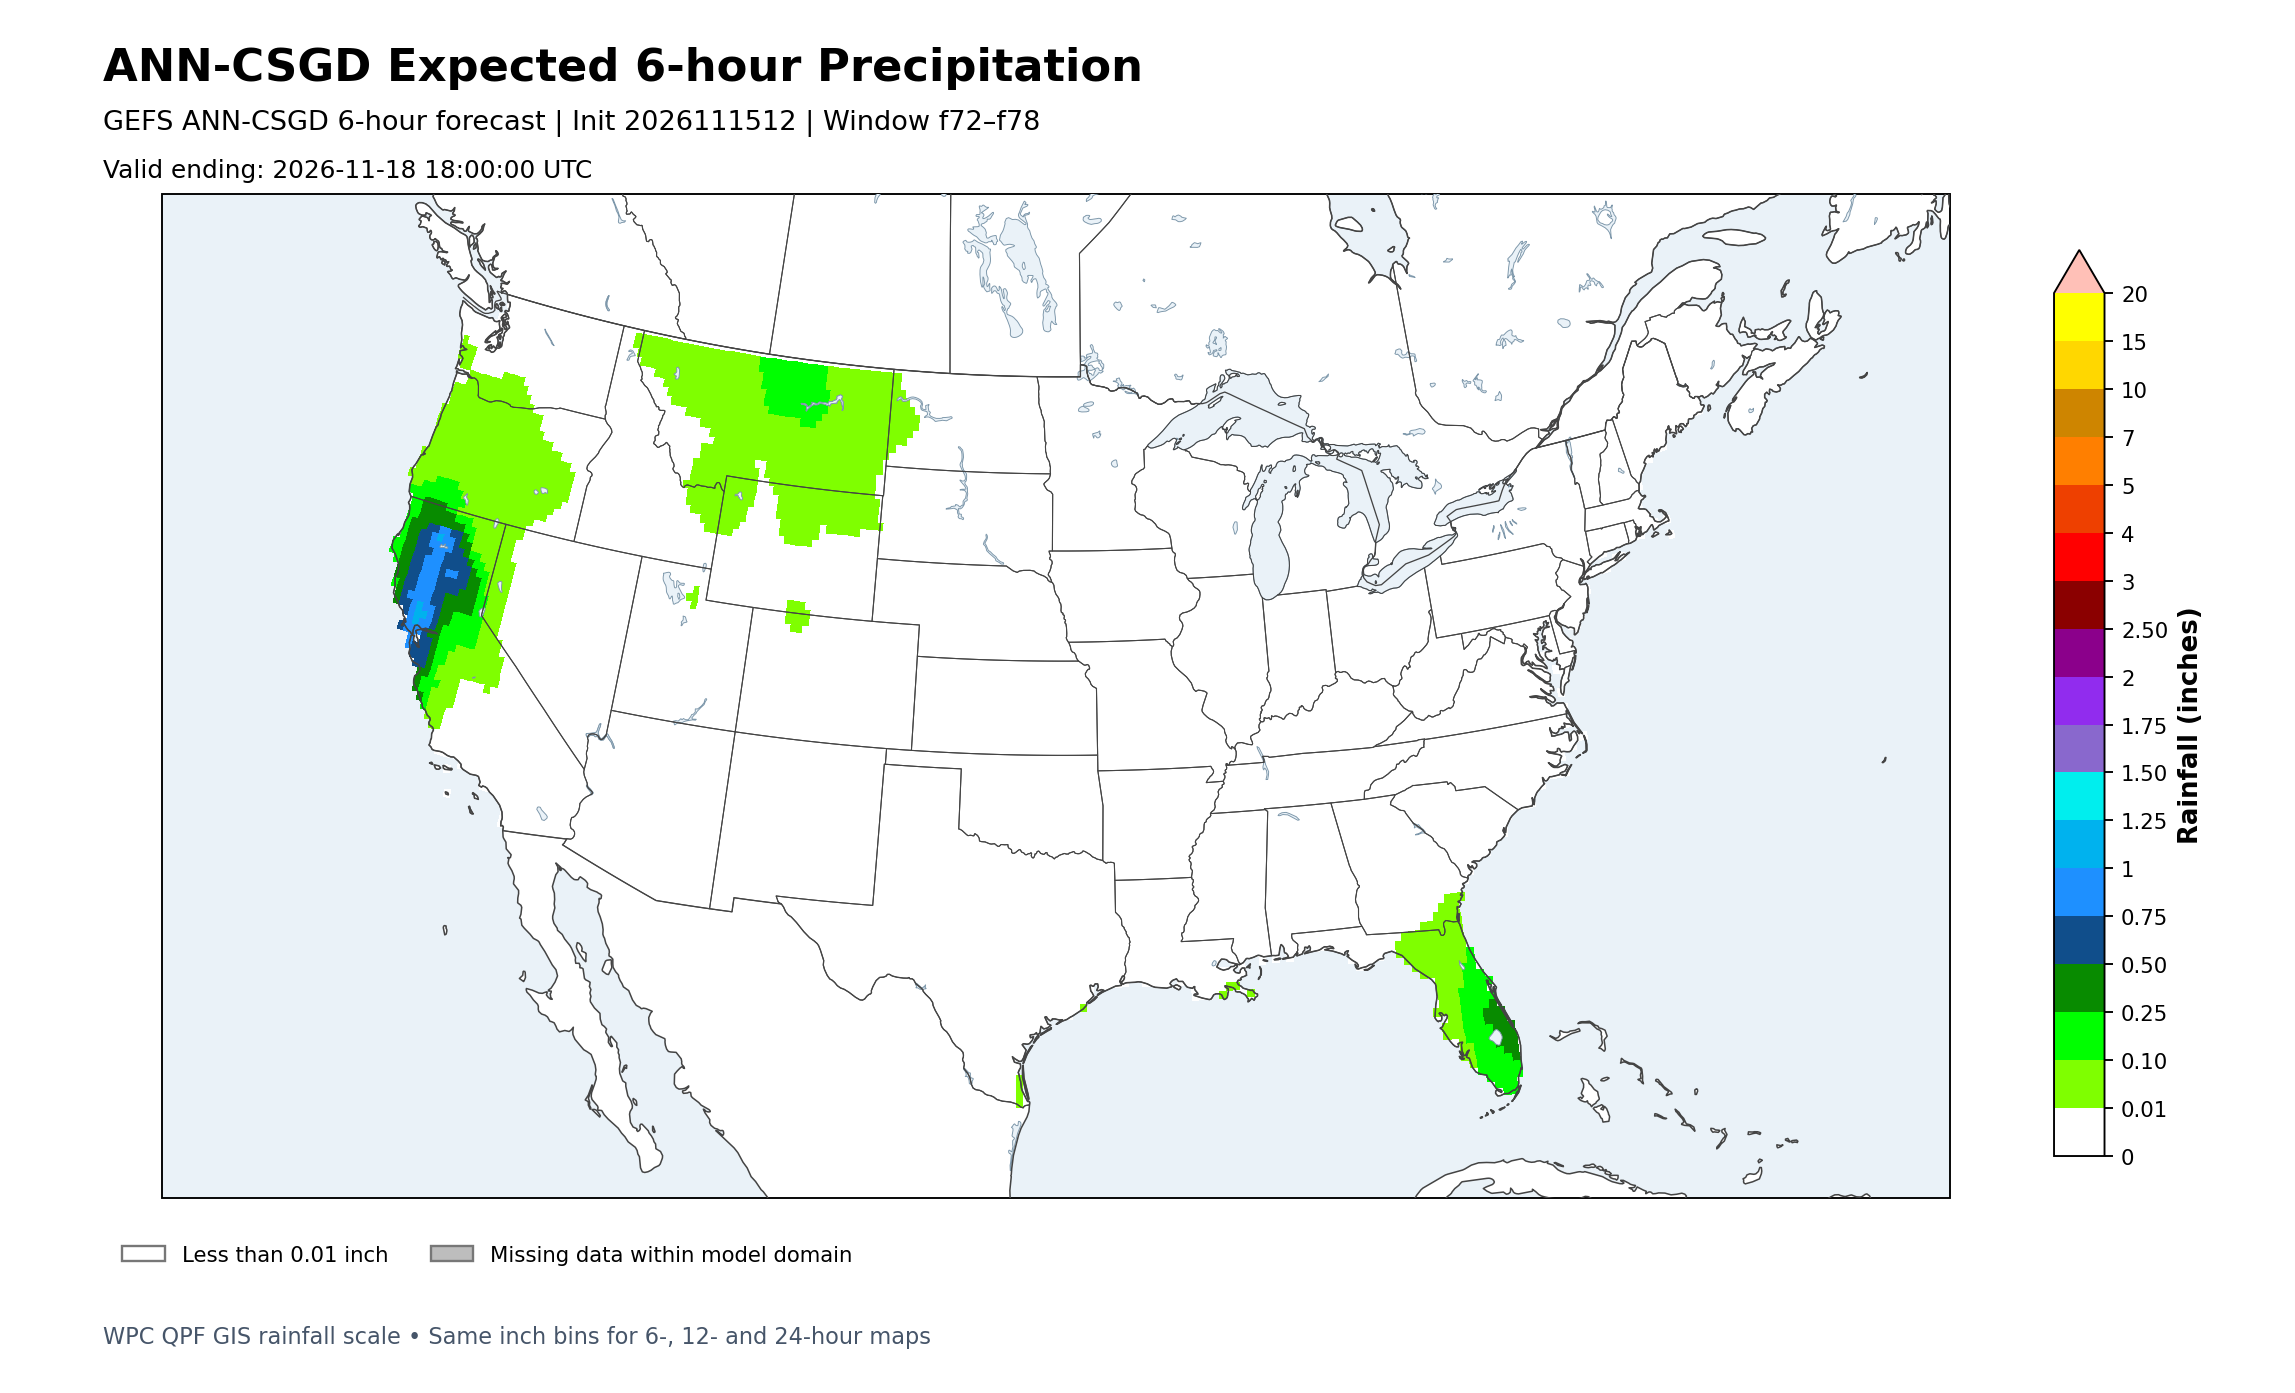 ANN-CSGD Expected 6-hour Precipitation
GEFS ANN-CSGD 6-hour forecast | Init 2026111512 | Window f72–f78
Valid ending: 2026-11-18 18:00:00 UTC
20
15
10
7
5
4
3
2.50
2
1.75
1.50
1.25
1
0.75
0.50
0.25
0.10
0.01
0
Rainfall (inches)
Less than 0.01 inch
Missing data within model domain
WPC QPF GIS rainfall scale • Same inch bins for 6-, 12- and 24-hour maps